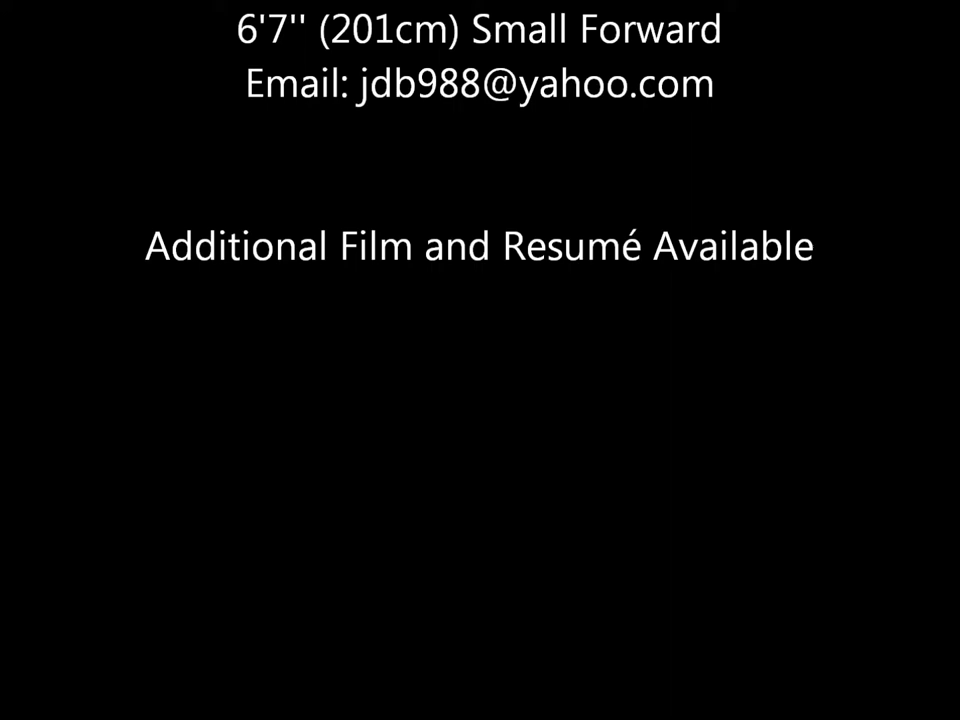 6'7'' (201cm) Small Forward
Email: jdb988@yahoo.com
Additional Film and Resumé Available